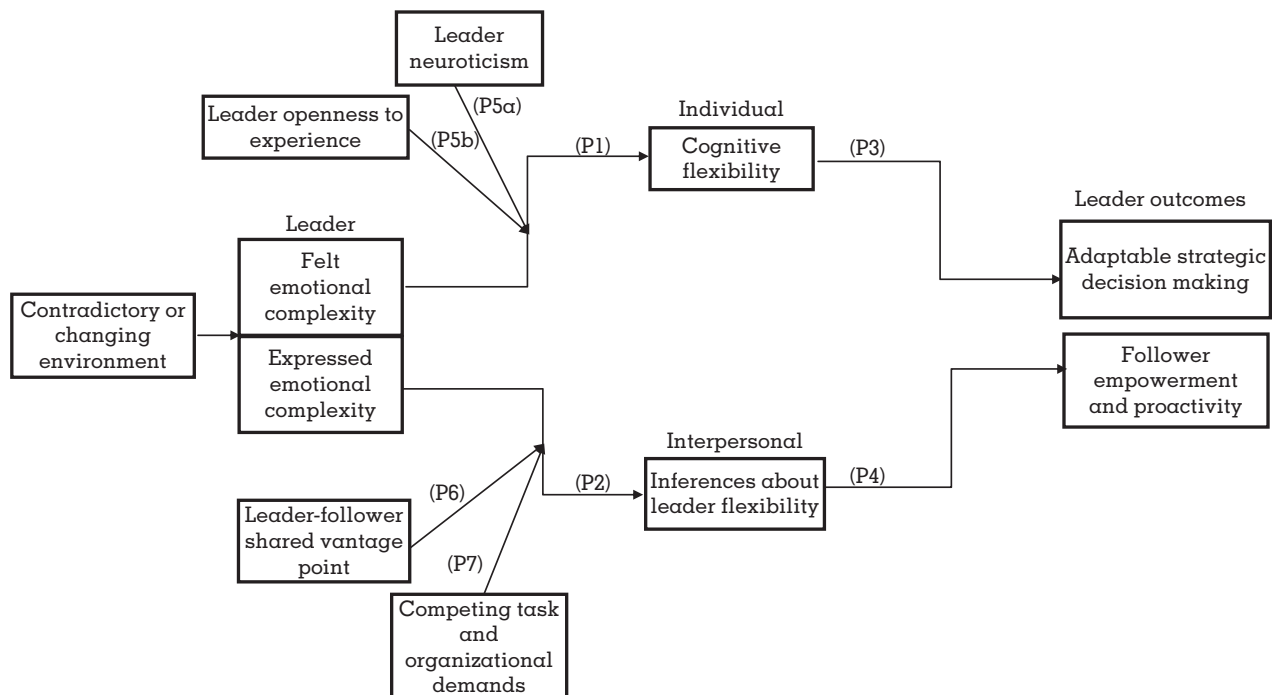 Leader
neuroticism
(P5a)
Leader openness to
experience
(P5b)
Individual
(P1)
Cognitive
flexibility
(P3)
Leader outcomes
Adaptable strategic
decision making
Leader
Felt
emotional
complexity
Contradictory or
changing
environment
Expressed
emotional
complexity
Follower
empowerment
and proactivity
Interpersonal
(P2)
Inferences about
leader flexibility
(P4)
(P6)
Leader-follower
shared vantage
point
(P7)
Competing task
and
organizational
demands